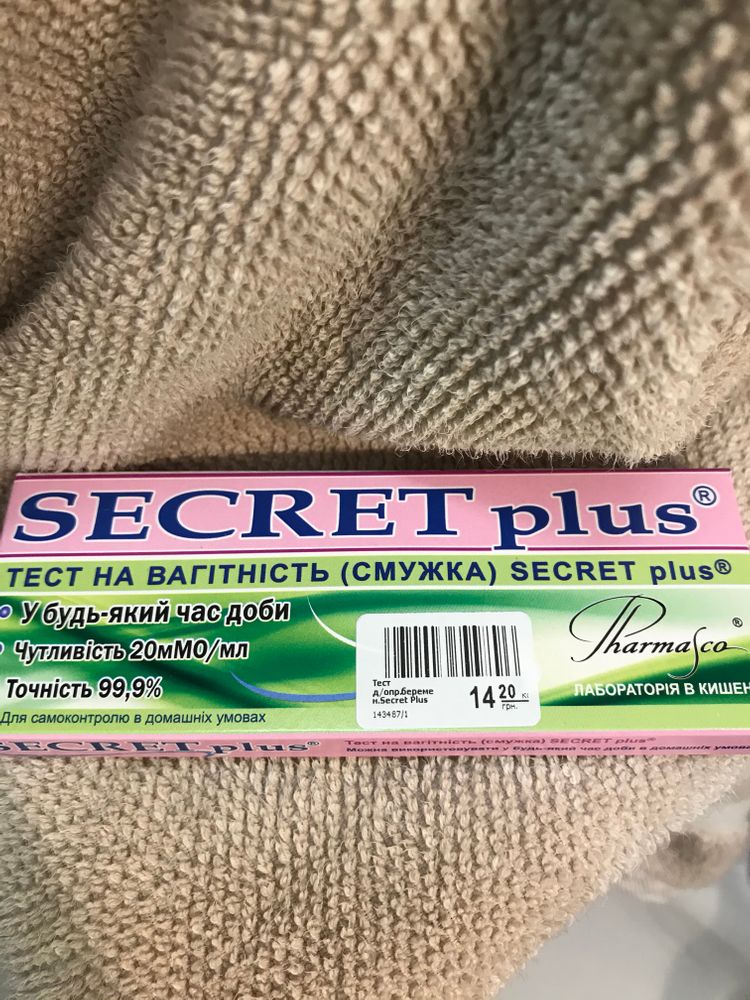 SECRET plus®
ТЕСТ НА ВАГІТНІСТЬ (СМУЖКА) SECRET plus®
У будь-який час доби
Чутливість 20мМО/мл
Точність 99,9%
Для самоконтролю в домашніх умовах
Тест
д/опр.береме
н.Secret Plus
143487/1
14 20
грн.
Pharmasco®
ЛАБОРАТОРІЯ В КИШЕН
SECRET plus®
Тест на вагітність (смужка) SECRET plus®
Можна використовувати у будь-який час доби в домашніх умова